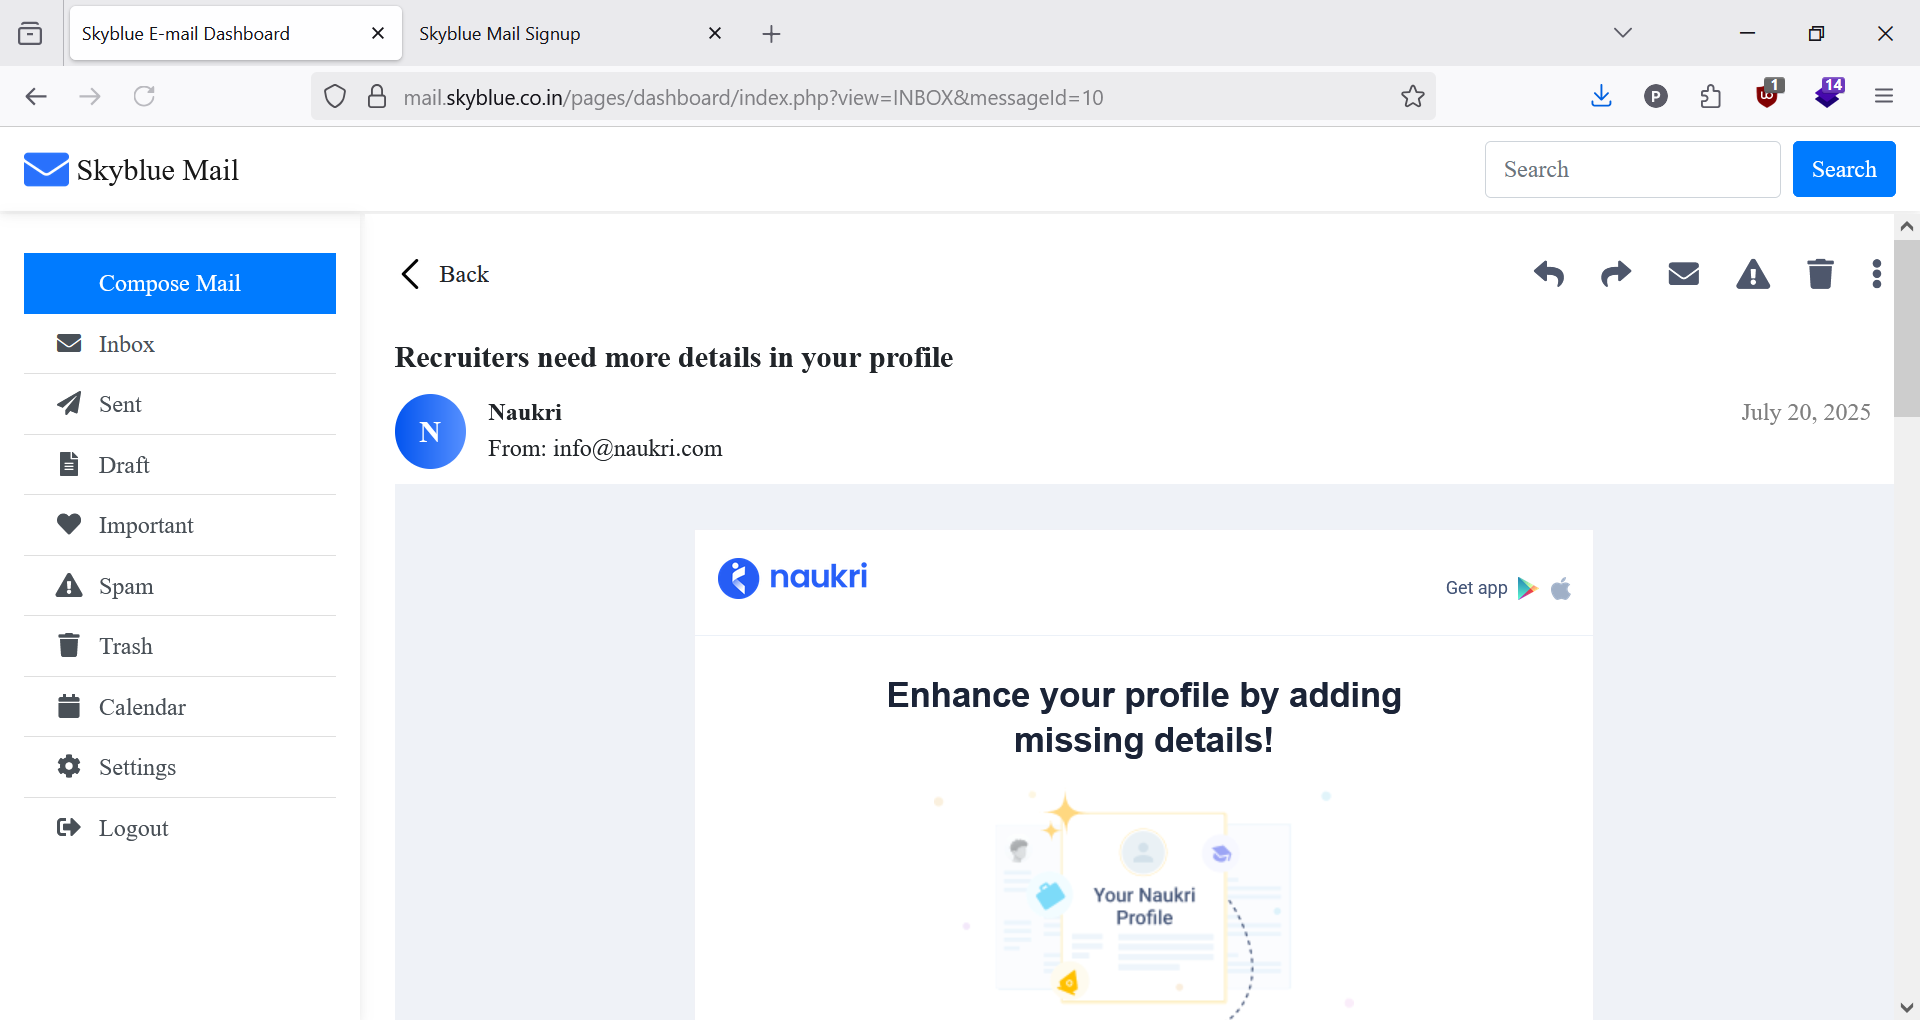 Skyblue E-mail Dashboard
Skyblue Mail Signup
mail.skyblue.co.in/pages/dashboard/index.php?view=INBOX&messageId=10
P
1
14
Skyblue Mail
Search
Search
Compose Mail
Inbox
Sent
Draft
Important
Spam
Trash
Calendar
Settings
Logout
Back
Recruiters need more details in your profile
N
Naukri
From: info@naukri.com
July 20, 2025
naukri
Get app
Enhance your profile by adding
missing details!
Your Naukri
Profile